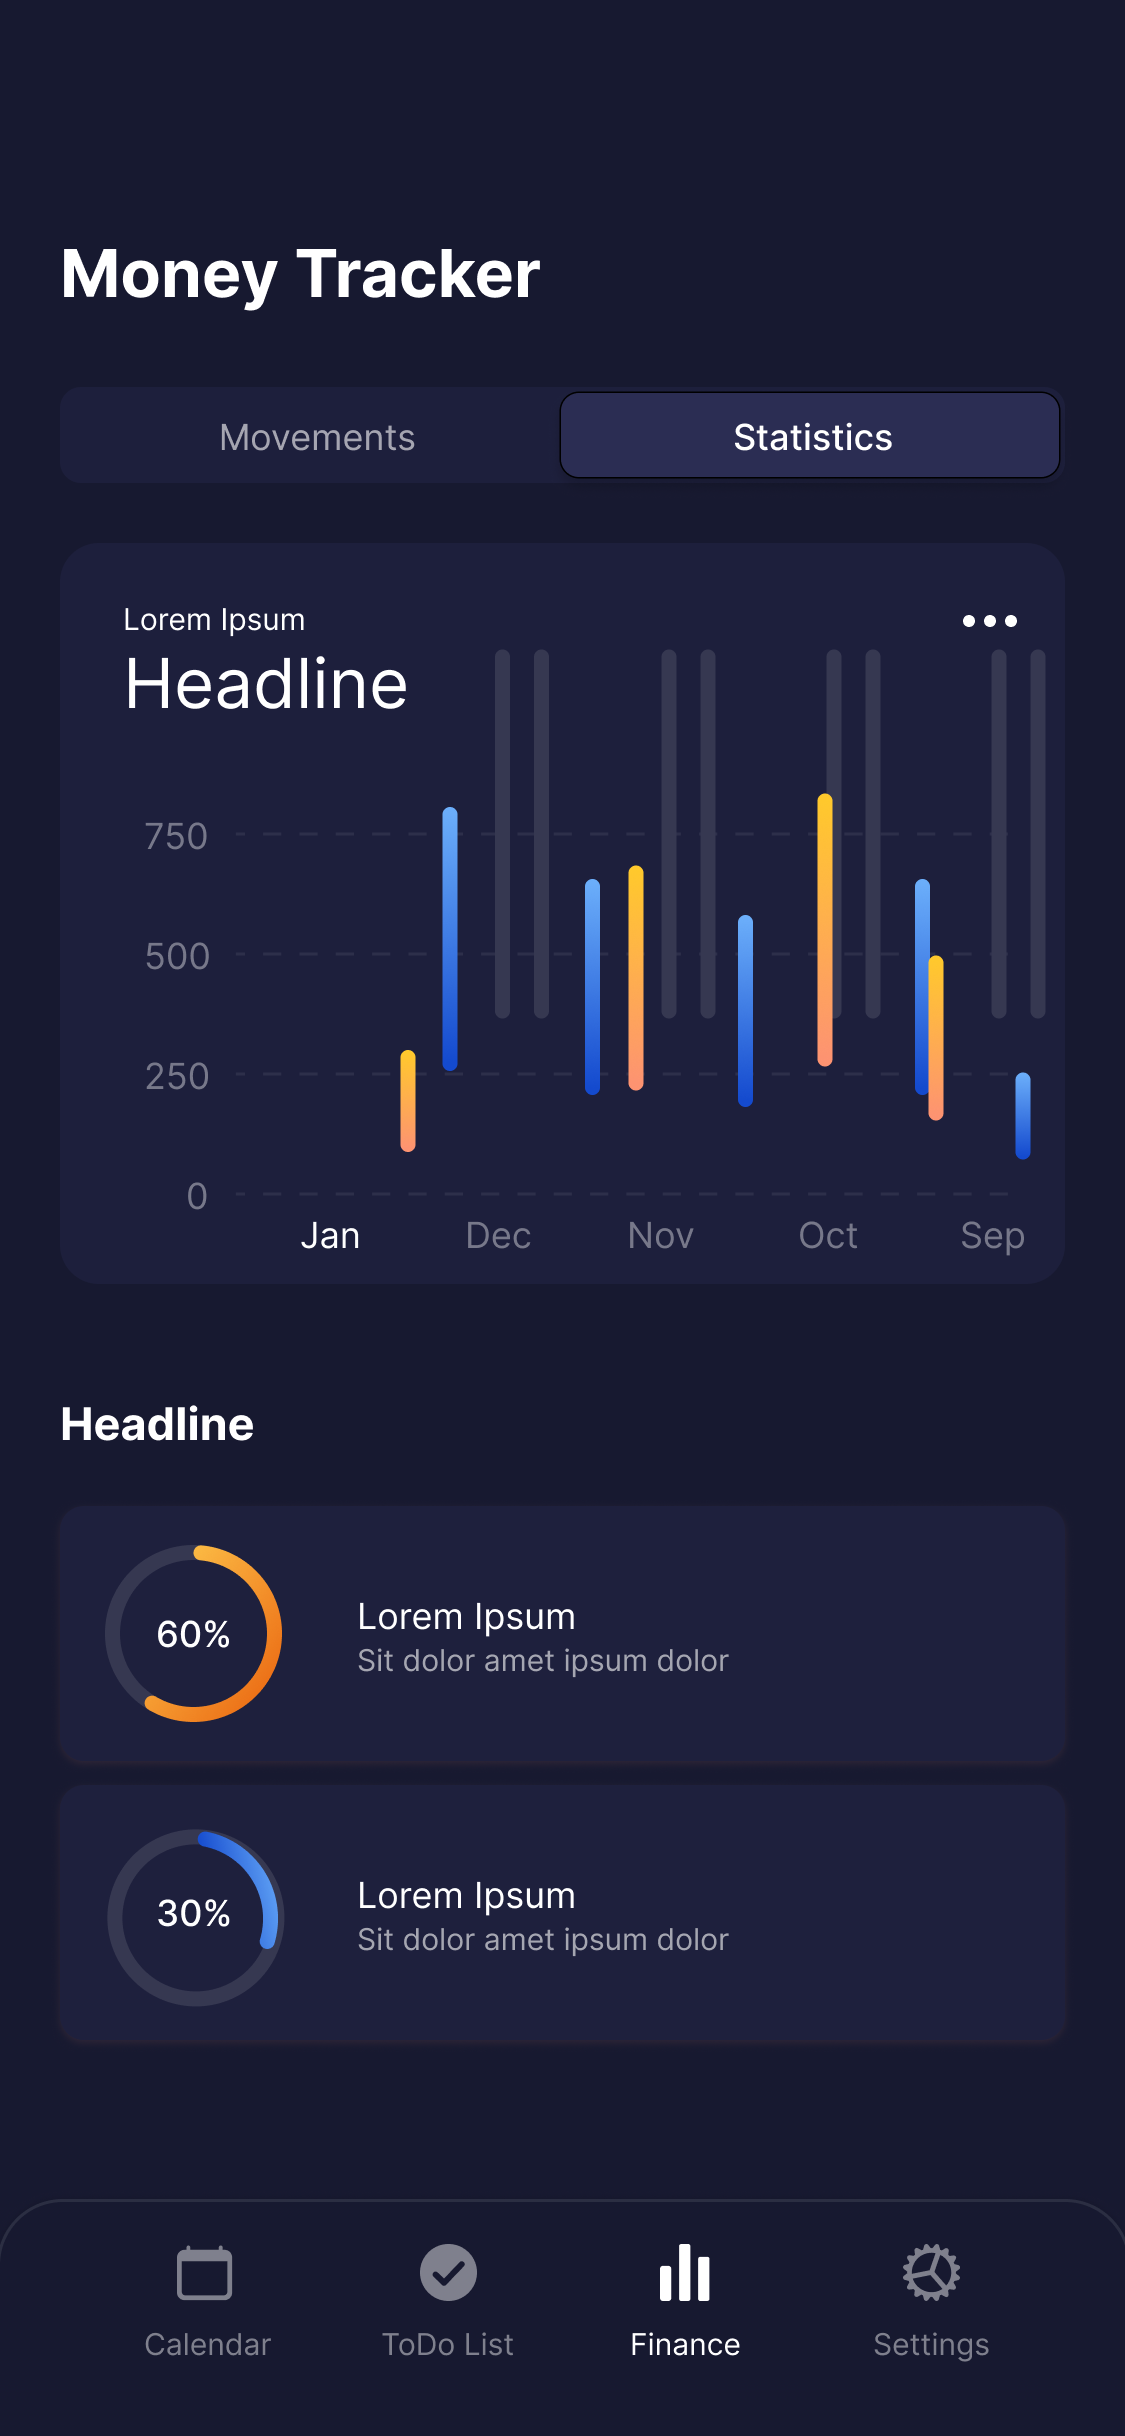 Money Tracker
Movements Statistics
Lorem Ipsum
Headline
750
500
250
0
Jan Dec Nov Oct Sep
Headline
60%
Lorem Ipsum
Sit dolor amet ipsum dolor
30%
Lorem Ipsum
Sit dolor amet ipsum dolor
Calendar ToDo List Finance Settings